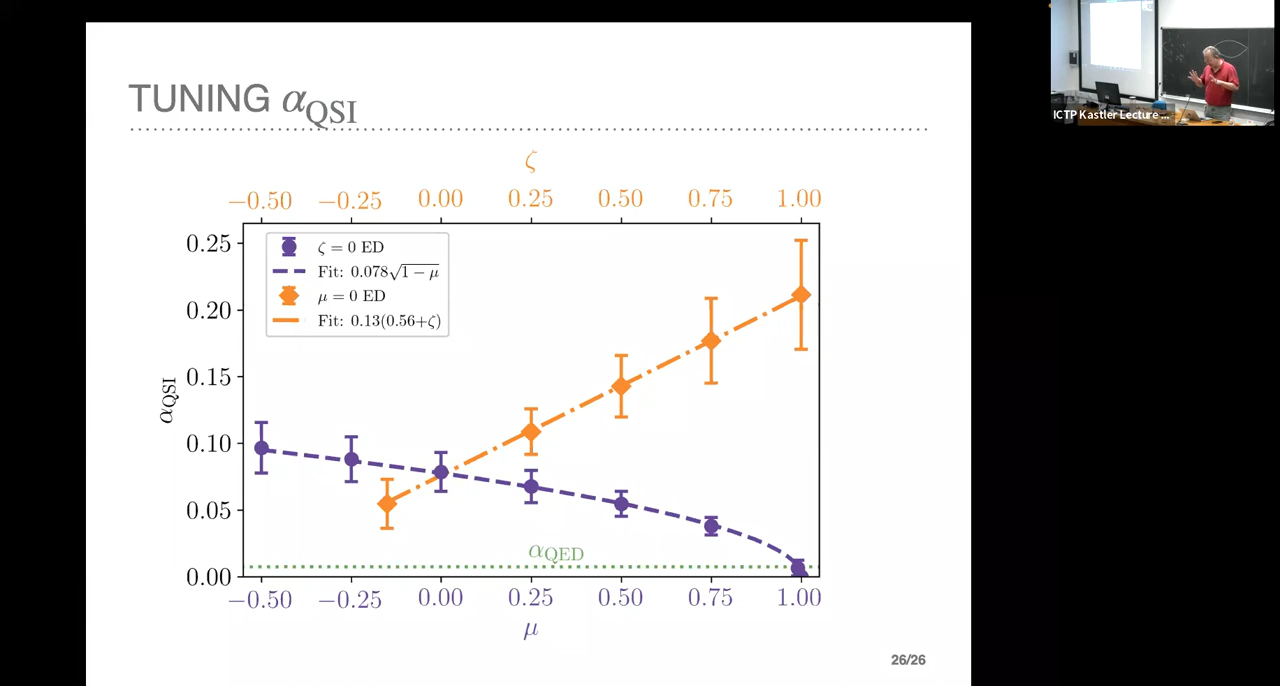 TUNING α_QSI
ζ
−0.50 −0.25 0.00 0.25 0.50 0.75 1.00
0.25
0.20
0.15
0.10
0.05
0.00
α_QSI
ζ = 0 ED
Fit: 0.078√1 − μ
μ = 0 ED
Fit: 0.13(0.56+ζ)
α_QED
−0.50 −0.25 0.00 0.25 0.50 0.75 1.00
μ
26/26
ICTP Kastler Lecture ...